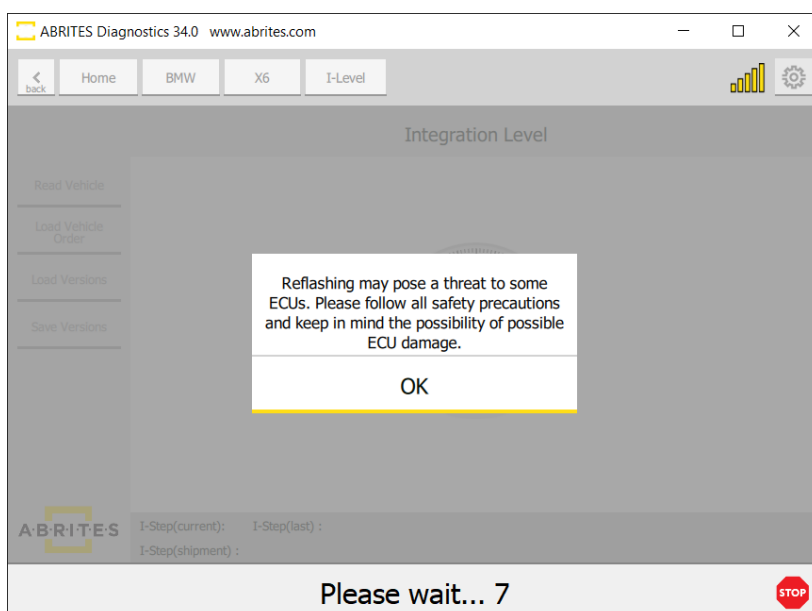 ABRITES Diagnostics 34.0 www.abrites.com
back
Home
BMW
X6
I-Level
Integration Level
Read Vehicle
Load Vehicle
Order
Load Versions
Save Versions
Reflashing may pose a threat to some
ECUs. Please follow all safety precautions
and keep in mind the possibility of possible
ECU damage.
OK
A·B·R·I·T·E·S
I-Step(current): I-Step(last) :
I-Step(shipment) :
Please wait... 7
STOP